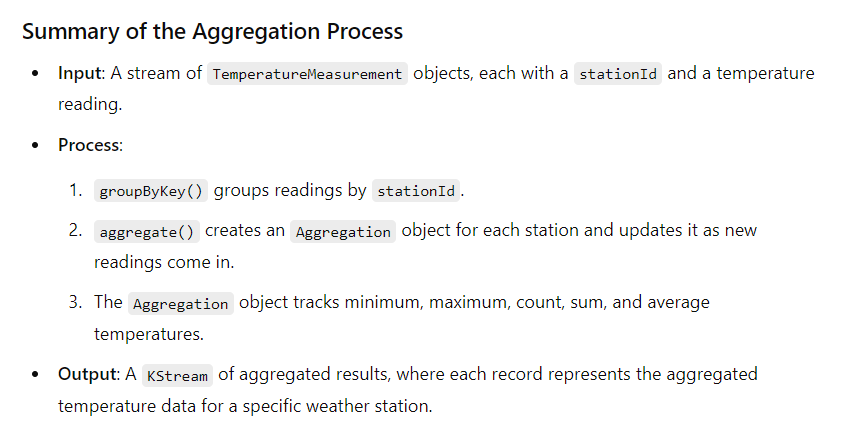 Summary of the Aggregation Process
• Input: A stream of TemperatureMeasurement objects, each with a stationId and a temperature
reading.
• Process:
1. groupByKey() groups readings by stationId.
2. aggregate() creates an Aggregation object for each station and updates it as new
readings come in.
3. The Aggregation object tracks minimum, maximum, count, sum, and average
temperatures.
• Output: A KStream of aggregated results, where each record represents the aggregated
temperature data for a specific weather station.